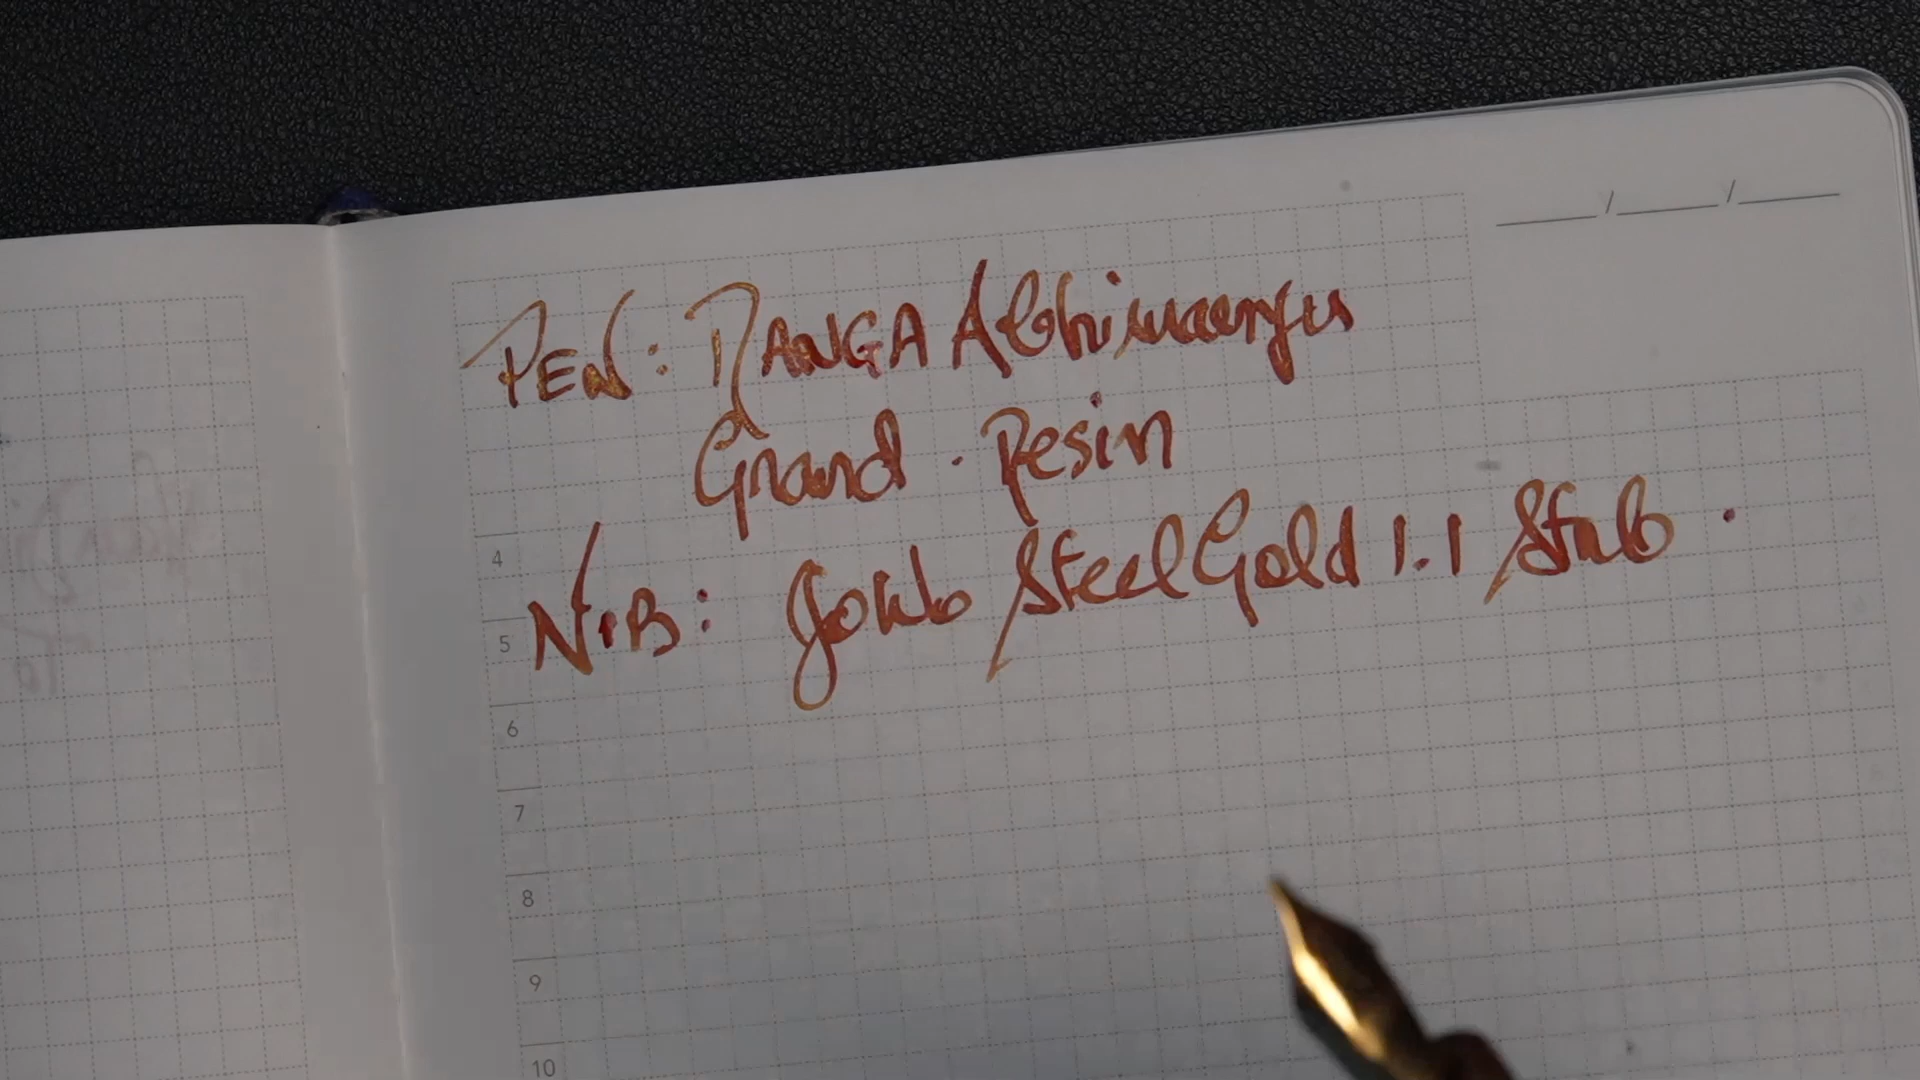 PEN: RANGA Abhimanyu
Grand . Resin
NIB: JoWo Steel Gold 1.1 Stub .
4
5
6
7
8
9
10